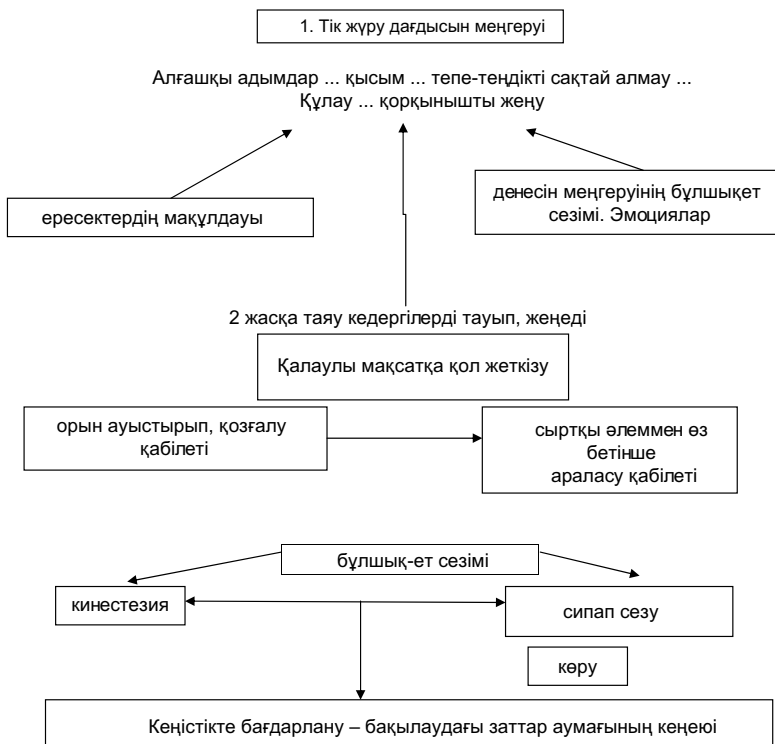 1. Тік жүру дағдысын меңгеруі
Алғашқы адымдар ... қысым ... тепе-теңдікті сақтай алмау ...
Құлау ... қорқынышты жеңу
ересектердің мақұлдауы
денесін меңгеруінің бұлшықет
сезімі. Эмоциялар
2 жасқа таяу кедергілерді тауып, жеңеді
Қалаулы мақсатқа қол жеткізу
орын ауыстырып, қозғалу
қабілеті
сыртқы әлеммен өз
бетінше
араласу қабілеті
бұлшық-ет сезімі
кинестезия
сипап сезу
көру
Кеңістікте бағдарлану – бақылаудағы заттар аумағының кеңеюі